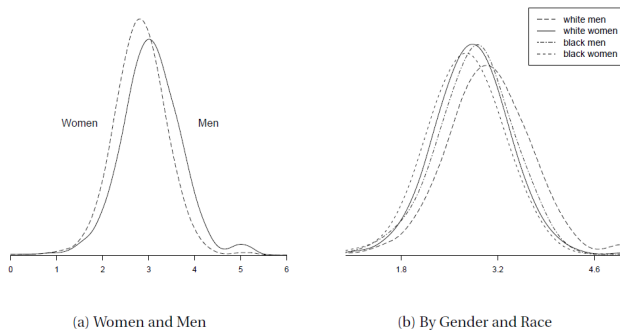 white men
white women
black men
black women
Women
Men
0 1 2 3 4 5 6
1.8 3.2 4.6
(a) Women and Men
(b) By Gender and Race